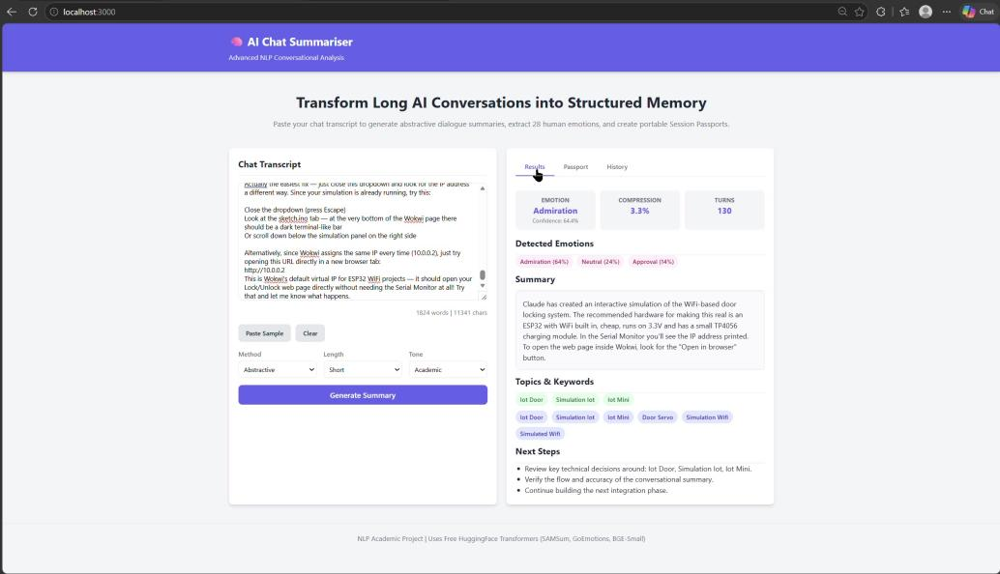 localhost:3000
Chat
AI Chat Summariser
Advanced NLP Conversational Analysis
Transform Long AI Conversations into Structured Memory
Paste your chat transcript to generate abstractive dialogue summaries, extract 28 human emotions, and create portable Session Passports.
Chat Transcript
Actually the easiest fix — just close this dropdown and look for the IP address
a different way. Since your simulation is already running, try this:
Close the dropdown (press Escape)
Look at the sketch.ino tab — at the very bottom of the Wokwi page there
should be a dark terminal-like bar
Or scroll down below the simulation panel on the right side
Alternatively, since Wokwi assigns the same IP every time (10.0.0.2), just try
opening this URL directly in a new browser tab:
http://10.0.0.2
This is Wokwi's default virtual IP for ESP32 WiFi projects — it should open your
Lock/Unlock web page directly without needing the Serial Monitor at all! Try
that and let me know what happens.
1824 words | 11341 chars
Paste Sample Clear
Method Length Tone
Abstractive Short Academic
Generate Summary
Results Passport History
EMOTION COMPRESSION TURNS
Admiration 3.3% 130
Confidence: 64.4%
Detected Emotions
Admiration (64%) Neutral (24%) Approval (14%)
Summary
Claude has created an interactive simulation of the WiFi-based door
locking system. The recommended hardware for making this real is an
ESP32 with WiFi built in, cheap, runs on 3.3V and has a small TP4056
charging module. In the Serial Monitor you'll see the IP address printed.
To open the web page inside Wokwi, look for the "Open in browser"
button.
Topics & Keywords
Iot Door Simulation Iot Iot Mini
Iot Door Simulation Iot Iot Mini Door Servo Simulation Wifi
Simulated Wifi
Next Steps
• Review key technical decisions around: Iot Door, Simulation Iot, Iot Mini.
• Verify the flow and accuracy of the conversational summary.
• Continue building the next integration phase.
NLP Academic Project | Uses Free HuggingFace Transformers (SAMSum, GoEmotions, BGE-Small)